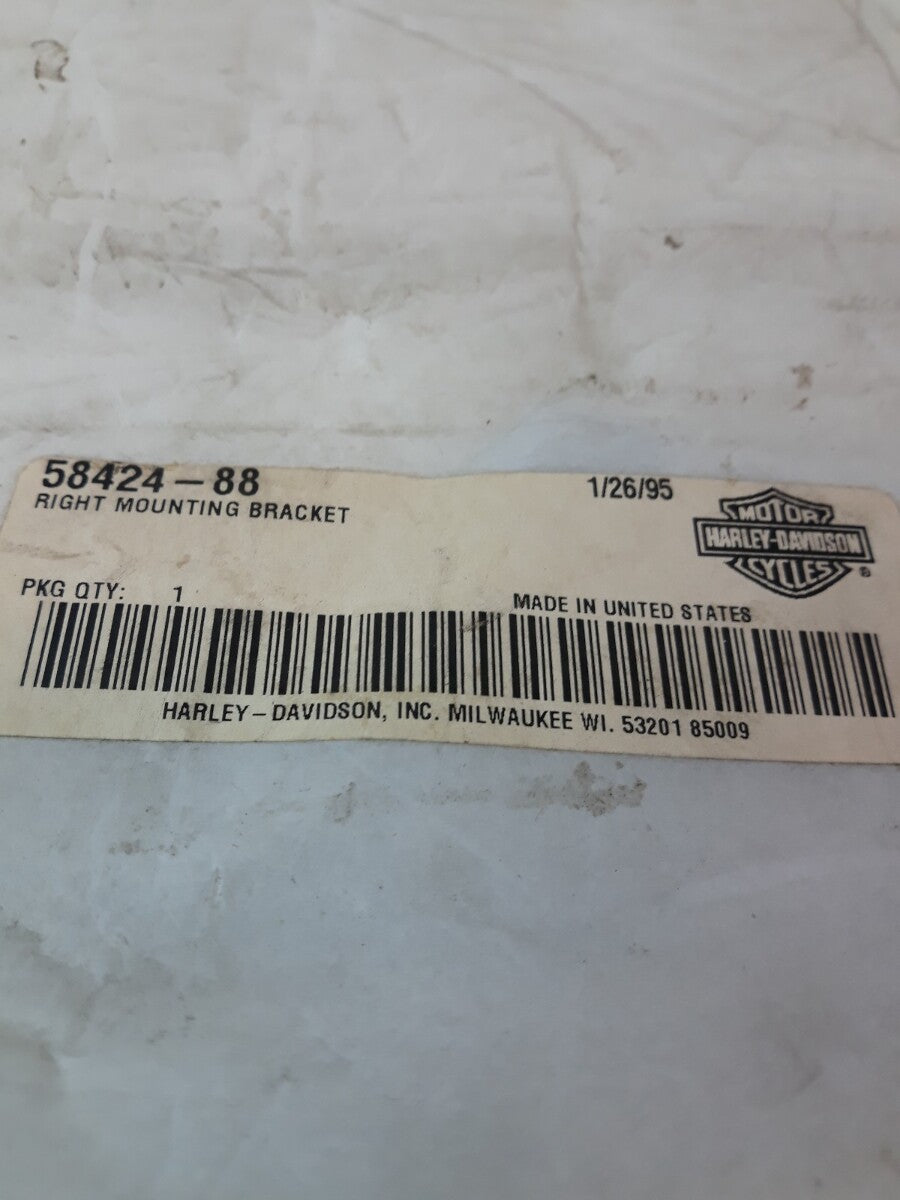 58424-88
1/26/95
RIGHT MOUNTING BRACKET
MOTOR
HARLEY-DAVIDSON
CYCLES
®
PKG QTY: 1
MADE IN UNITED STATES
HARLEY-DAVIDSON, INC. MILWAUKEE WI. 53201 85009